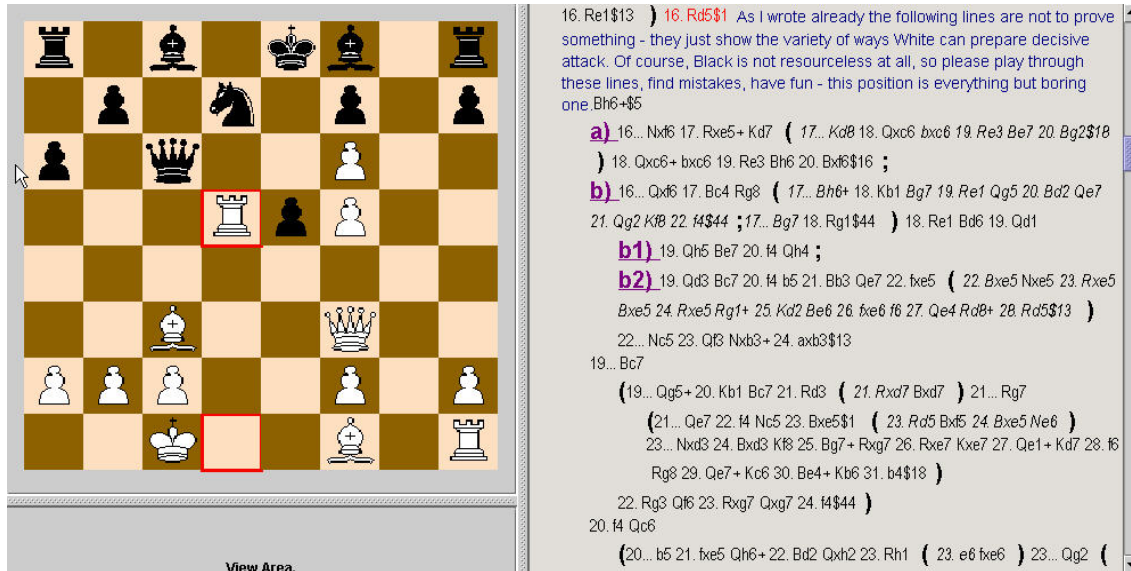 16. Re1$13 ) 16. Rd5$1 As I wrote already the following lines are not to prove
something - they just show the variety of ways White can prepare decisive
attack. Of course, Black is not resourceless at all, so please play through
these lines, find mistakes, have fun - this position is everything but boring
one.Bh6+$5
a) 16... Nxf6 17. Rxe5+ Kd7 ( 17... Kd8 18. Qxc6 bxc6 19. Re3 Be7 20. Bg2$18
) 18. Qxc6+ bxc6 19. Re3 Bh6 20. Bxf6$16 ;
b) 16... Qxf6 17. Bc4 Rg8 ( 17... Bh6+ 18. Kb1 Bg7 19. Re1 Qg5 20. Bd2 Qe7
21. Qg2 Kf8 22. f4$44 ; 17... Bg7 18. Rg1$44 ) 18. Re1 Bd6 19. Qd1
b1) 19. Qh5 Be7 20. f4 Qh4 ;
b2) 19. Qd3 Bc7 20. f4 b5 21. Bb3 Qe7 22. fxe5 ( 22. Bxe5 Nxe5 23. Rxe5
Bxe5 24. Rxe5 Rg1+ 25. Kd2 Be6 26. fxe6 f6 27. Qe4 Rd8+ 28. Rd5$13 )
22... Nc5 23. Qf3 Nxb3+ 24. axb3$13
19... Bc7
(19... Qg5+ 20. Kb1 Bc7 21. Rd3 ( 21. Rxd7 Bxd7 ) 21... Rg7
(21... Qe7 22. f4 Nc5 23. Bxe5$1 ( 23. Rd5 Bxf5 24. Bxe5 Ne6 )
23... Nxd3 24. Bxd3 Kf8 25. Bg7+ Rxg7 26. Rxe7 Kxe7 27. Qe1+ Kd7 28. f6
Rg8 29. Qe7+ Kc6 30. Be4+ Kb6 31. b4$18 )
22. Rg3 Qf6 23. Rxg7 Qxg7 24. f4$44 )
20. f4 Qc6
(20... b5 21. fxe5 Qh6+ 22. Bd2 Qxh2 23. Rh1 ( 23. e6 fxe6 ) 23... Qg2 (
View Area.